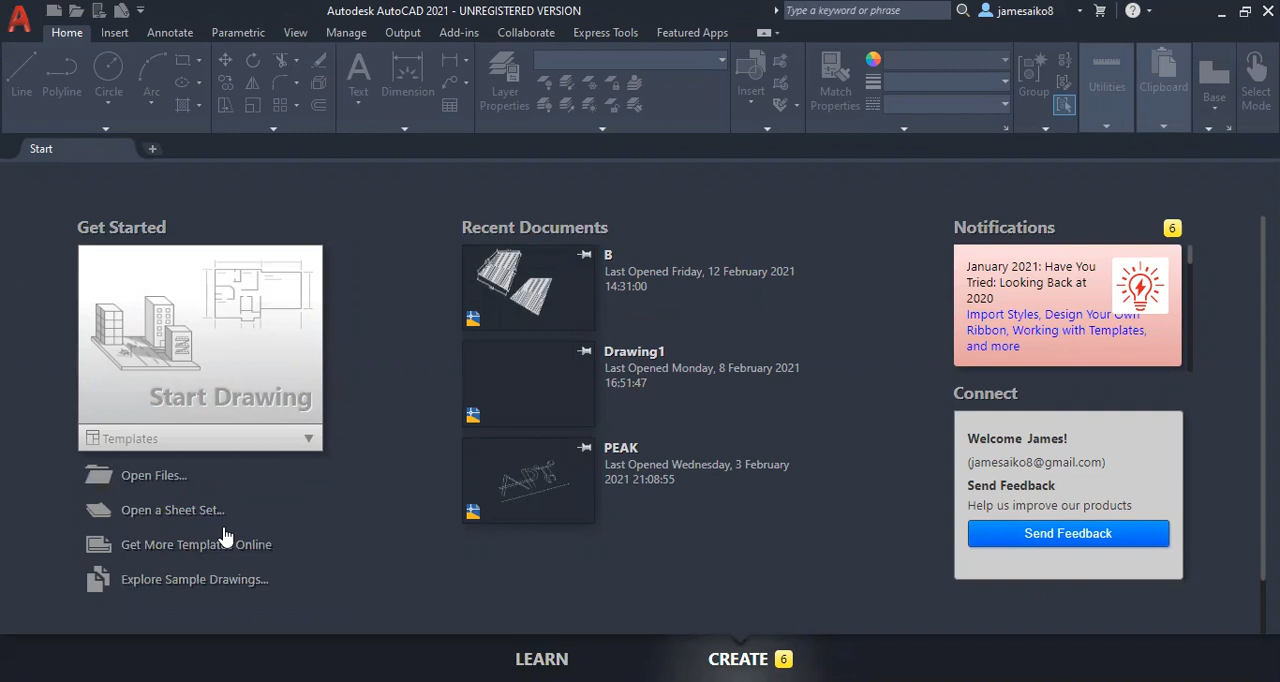 Autodesk AutoCAD 2021 - UNREGISTERED VERSION
Type a keyword or phrase
jamesaiko8
Home Insert Annotate Parametric View Manage Output Add-ins Collaborate Express Tools Featured Apps
Line Polyline Circle Arc Text Dimension Layer Properties Insert Match Properties Group Utilities Clipboard Base Select Mode
Start
Get Started
Start Drawing
Templates
Open Files...
Open a Sheet Set...
Get More Templates Online
Explore Sample Drawings...
Recent Documents
B
Last Opened Friday, 12 February 2021
14:31:00
Drawing1
Last Opened Monday, 8 February 2021
16:51:47
PEAK
Last Opened Wednesday, 3 February
2021 21:08:55
Notifications 6
January 2021: Have You
Tried: Looking Back at
2020
Import Styles, Design Your Own
Ribbon, Working with Templates,
and more
Connect
Welcome James!
(jamesaiko8@gmail.com)
Send Feedback
Help us improve our products
Send Feedback
LEARN CREATE 6